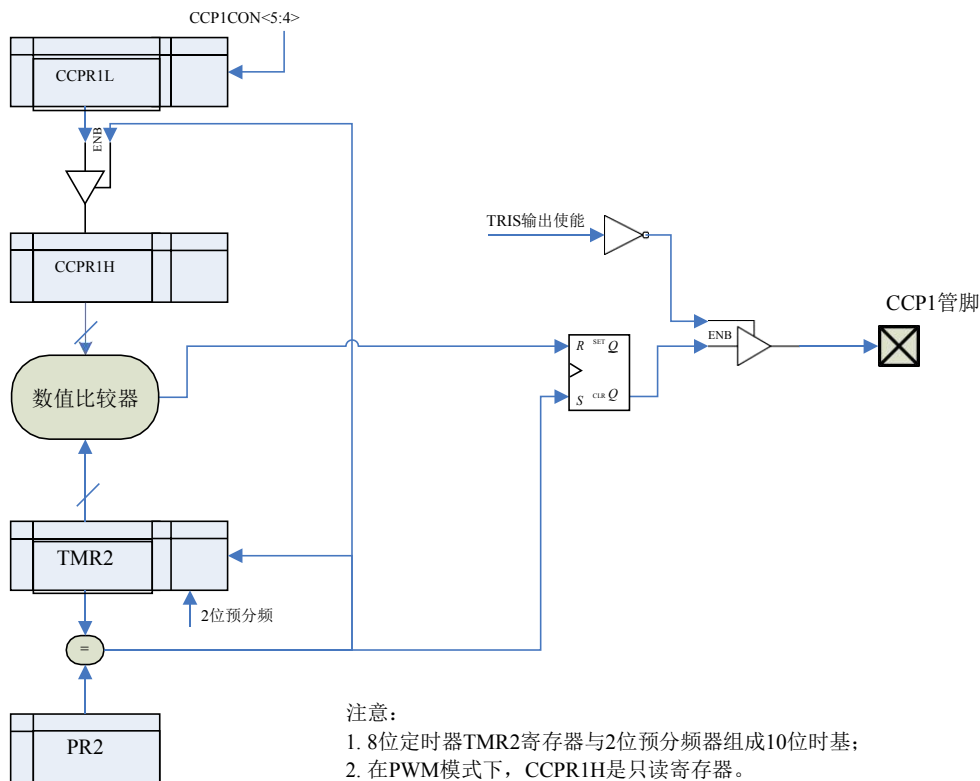 CCP1CON<5:4>
CCPR1L
ENB
TRIS输出使能
CCPR1H
CCP1管脚
ENB
R SET Q
数值比较器
S CLR Q
TMR2
2位预分频
=
PR2
注意：
1. 8位定时器TMR2寄存器与2位预分频器组成10位时基；
2. 在PWM模式下，CCPR1H是只读寄存器。